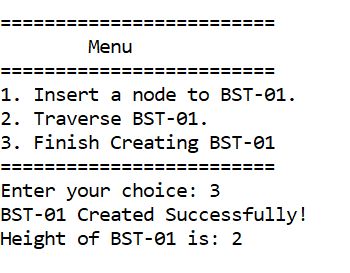 =========================
Menu
=========================
1. Insert a node to BST-01.
2. Traverse BST-01.
3. Finish Creating BST-01
=========================
Enter your choice: 3
BST-01 Created Successfully!
Height of BST-01 is: 2